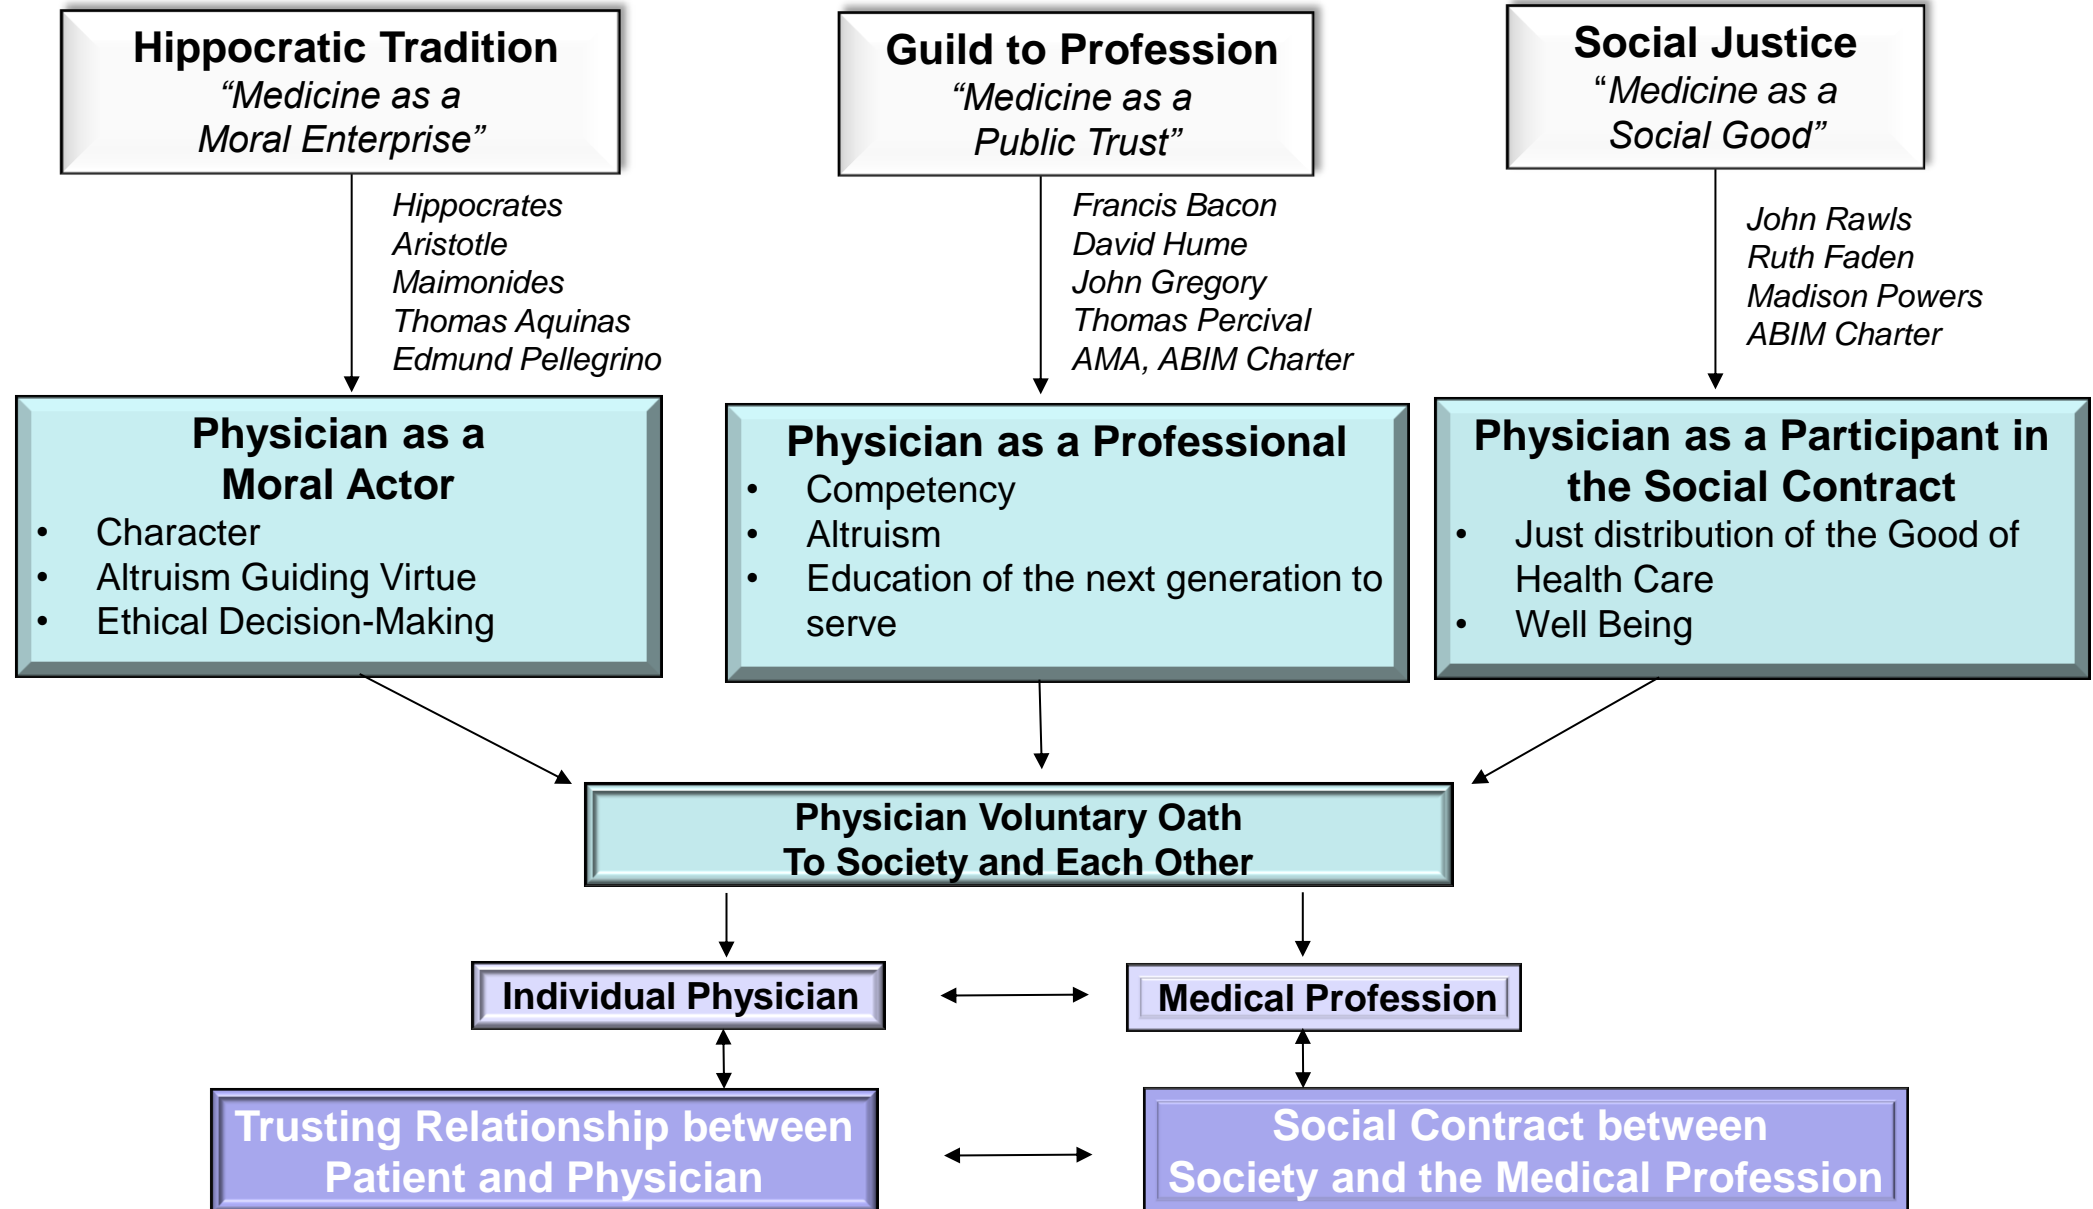 Hippocratic Tradition
“Medicine as a
Moral Enterprise”
Guild to Profession
“Medicine as a
Public Trust”
Social Justice
“Medicine as a
Social Good”
Hippocrates
Aristotle
Maimonides
Thomas Aquinas
Edmund Pellegrino
Francis Bacon
David Hume
John Gregory
Thomas Percival
AMA, ABIM Charter
John Rawls
Ruth Faden
Madison Powers
ABIM Charter
Physician as a
Moral Actor
• Character
• Altruism Guiding Virtue
• Ethical Decision-Making
Physician as a Professional
• Competency
• Altruism
• Education of the next generation to
serve
Physician as a Participant in
the Social Contract
• Just distribution of the Good of
Health Care
• Well Being
Physician Voluntary Oath
To Society and Each Other
Individual Physician
Medical Profession
Trusting Relationship between
Patient and Physician
Social Contract between
Society and the Medical Profession